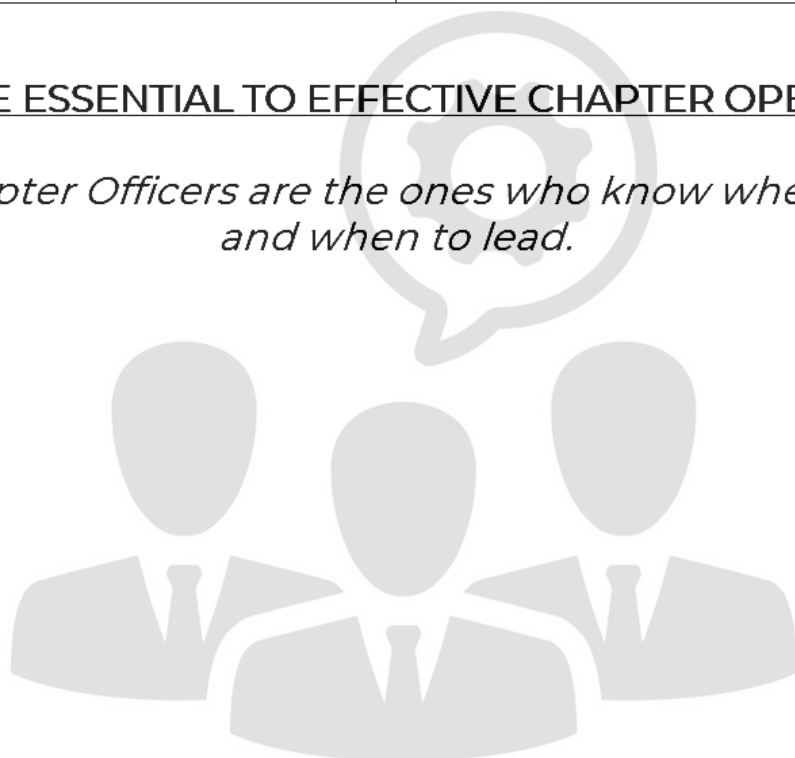 E ESSENTIAL TO EFFECTIVE CHAPTER OPE
pter Officers are the ones who know whe
and when to lead.